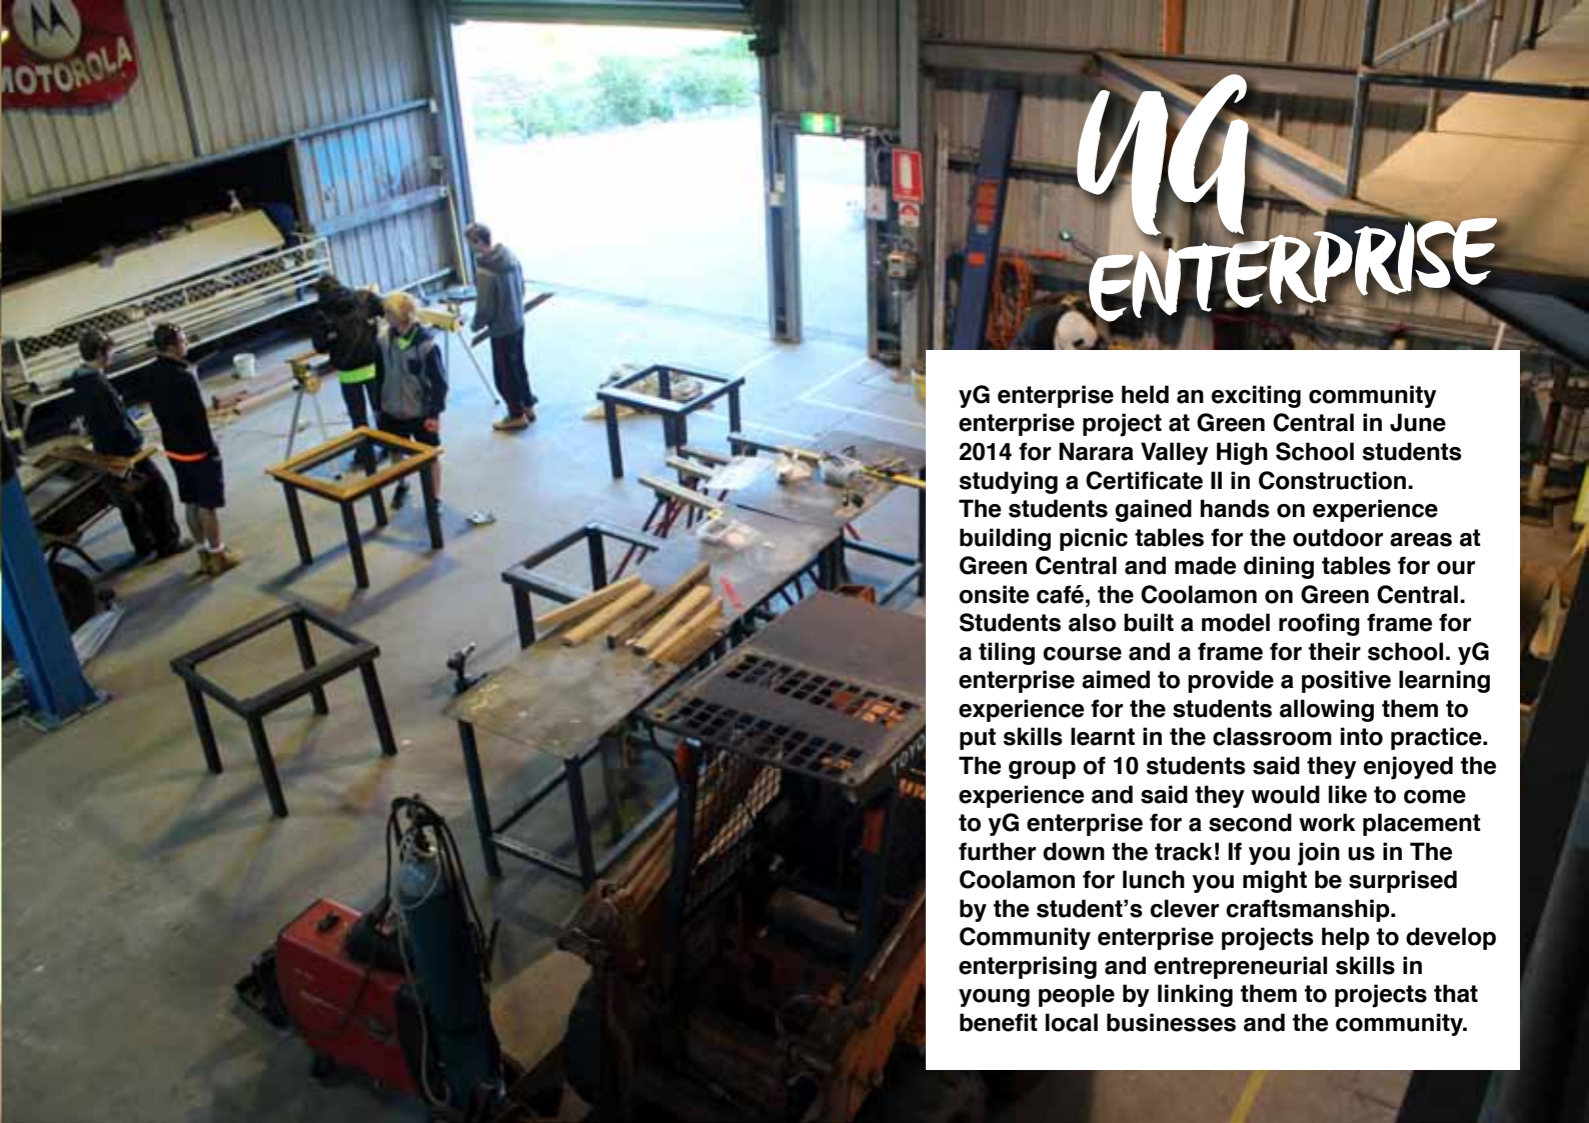 MOTOROLA
yG
ENTERPRISE
yG enterprise held an exciting community
enterprise project at Green Central in June
2014 for Narara Valley High School students
studying a Certificate II in Construction.
The students gained hands on experience
building picnic tables for the outdoor areas at
Green Central and made dining tables for our
onsite café, the Coolamon on Green Central.
Students also built a model roofing frame for
a tiling course and a frame for their school. yG
enterprise aimed to provide a positive learning
experience for the students allowing them to
put skills learnt in the classroom into practice.
The group of 10 students said they enjoyed the
experience and said they would like to come
to yG enterprise for a second work placement
further down the track! If you join us in The
Coolamon for lunch you might be surprised
by the student’s clever craftsmanship.
Community enterprise projects help to develop
enterprising and entrepreneurial skills in
young people by linking them to projects that
benefit local businesses and the community.